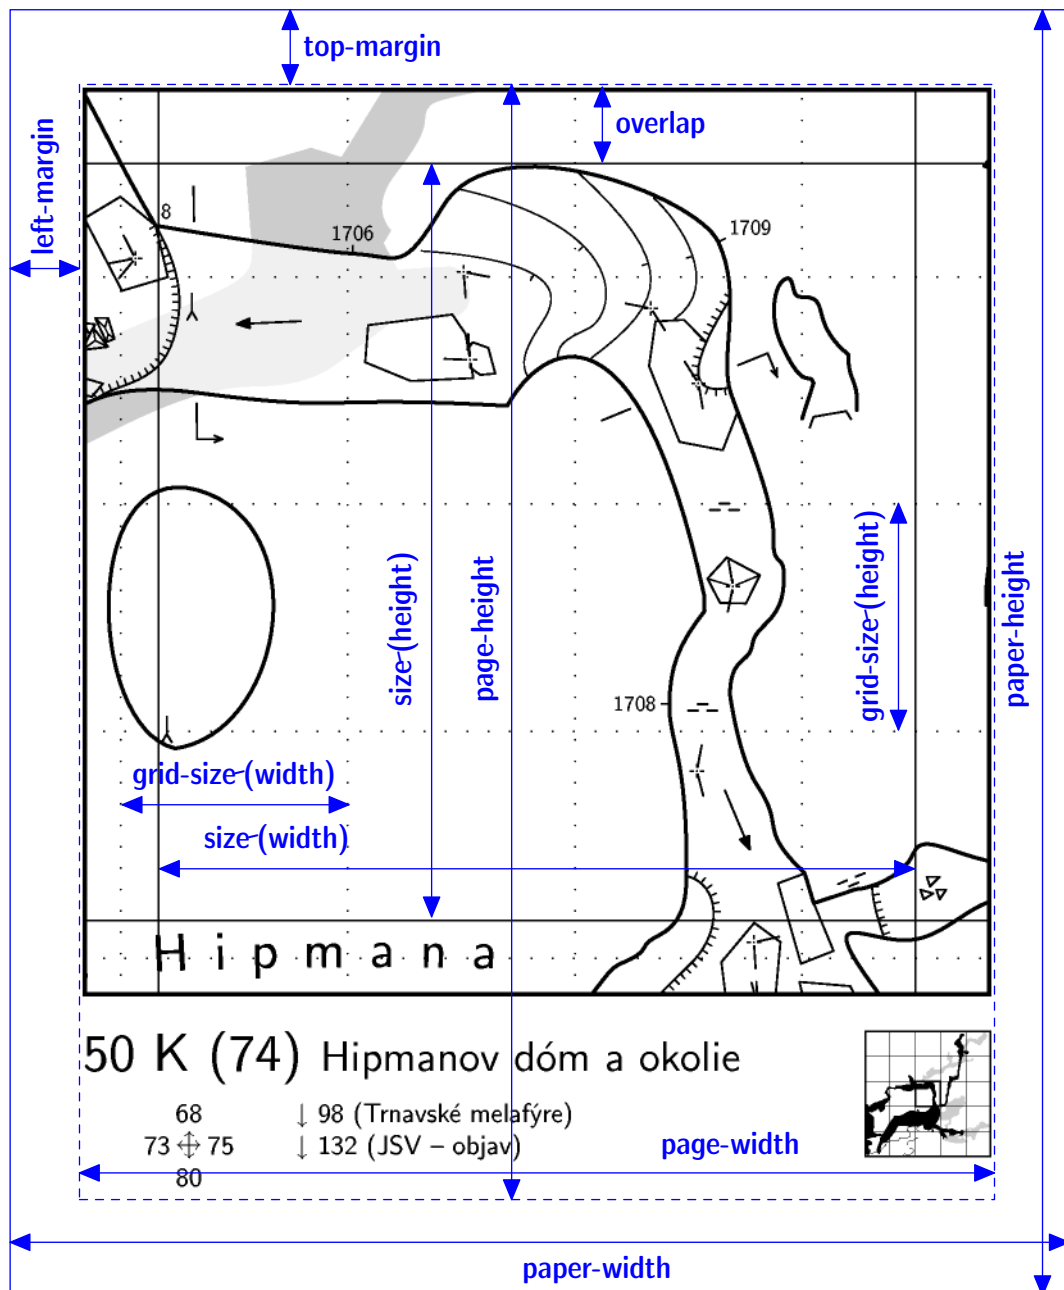 top-margin
overlap
left-margin
8
1706
1709
size (height)
page-height
grid-size (height)
paper-height
1708
grid-size (width)
size (width)
Hipmana
50 K (74) Hipmanov dóm a okolie
68 ↓ 98 (Trnavské melafýre)
73 75 ↓ 132 (JSV – objav)
80
page-width
paper-width